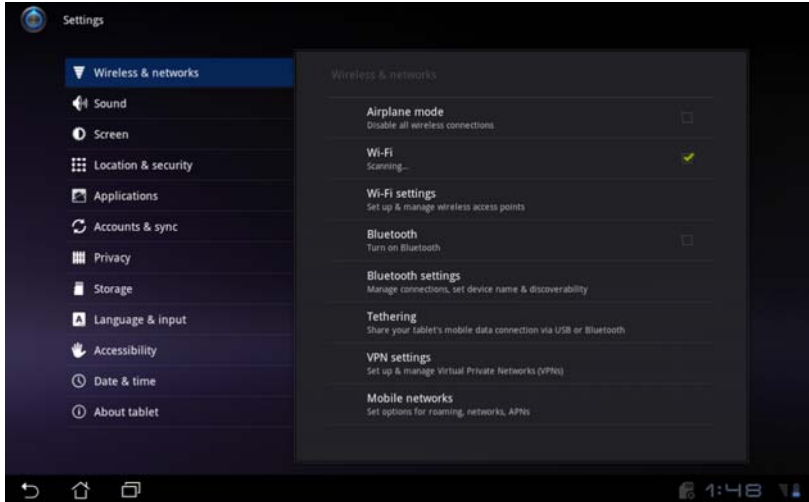 Settings
Wireless & networks
Sound
Screen
Location & security
Applications
Accounts & sync
Privacy
Storage
Language & input
Accessibility
Date & time
About tablet
Wireless & networks
Airplane mode
Disable all wireless connections
Wi-Fi
Scanning...
Wi-Fi settings
Set up & manage wireless access points
Bluetooth
Turn on Bluetooth
Bluetooth settings
Manage connections, set device name & discoverability
Tethering
Share your tablet's mobile data connection via USB or Bluetooth
VPN settings
Set up & manage Virtual Private Networks (VPNs)
Mobile networks
Set options for roaming, networks, APNs
1:48